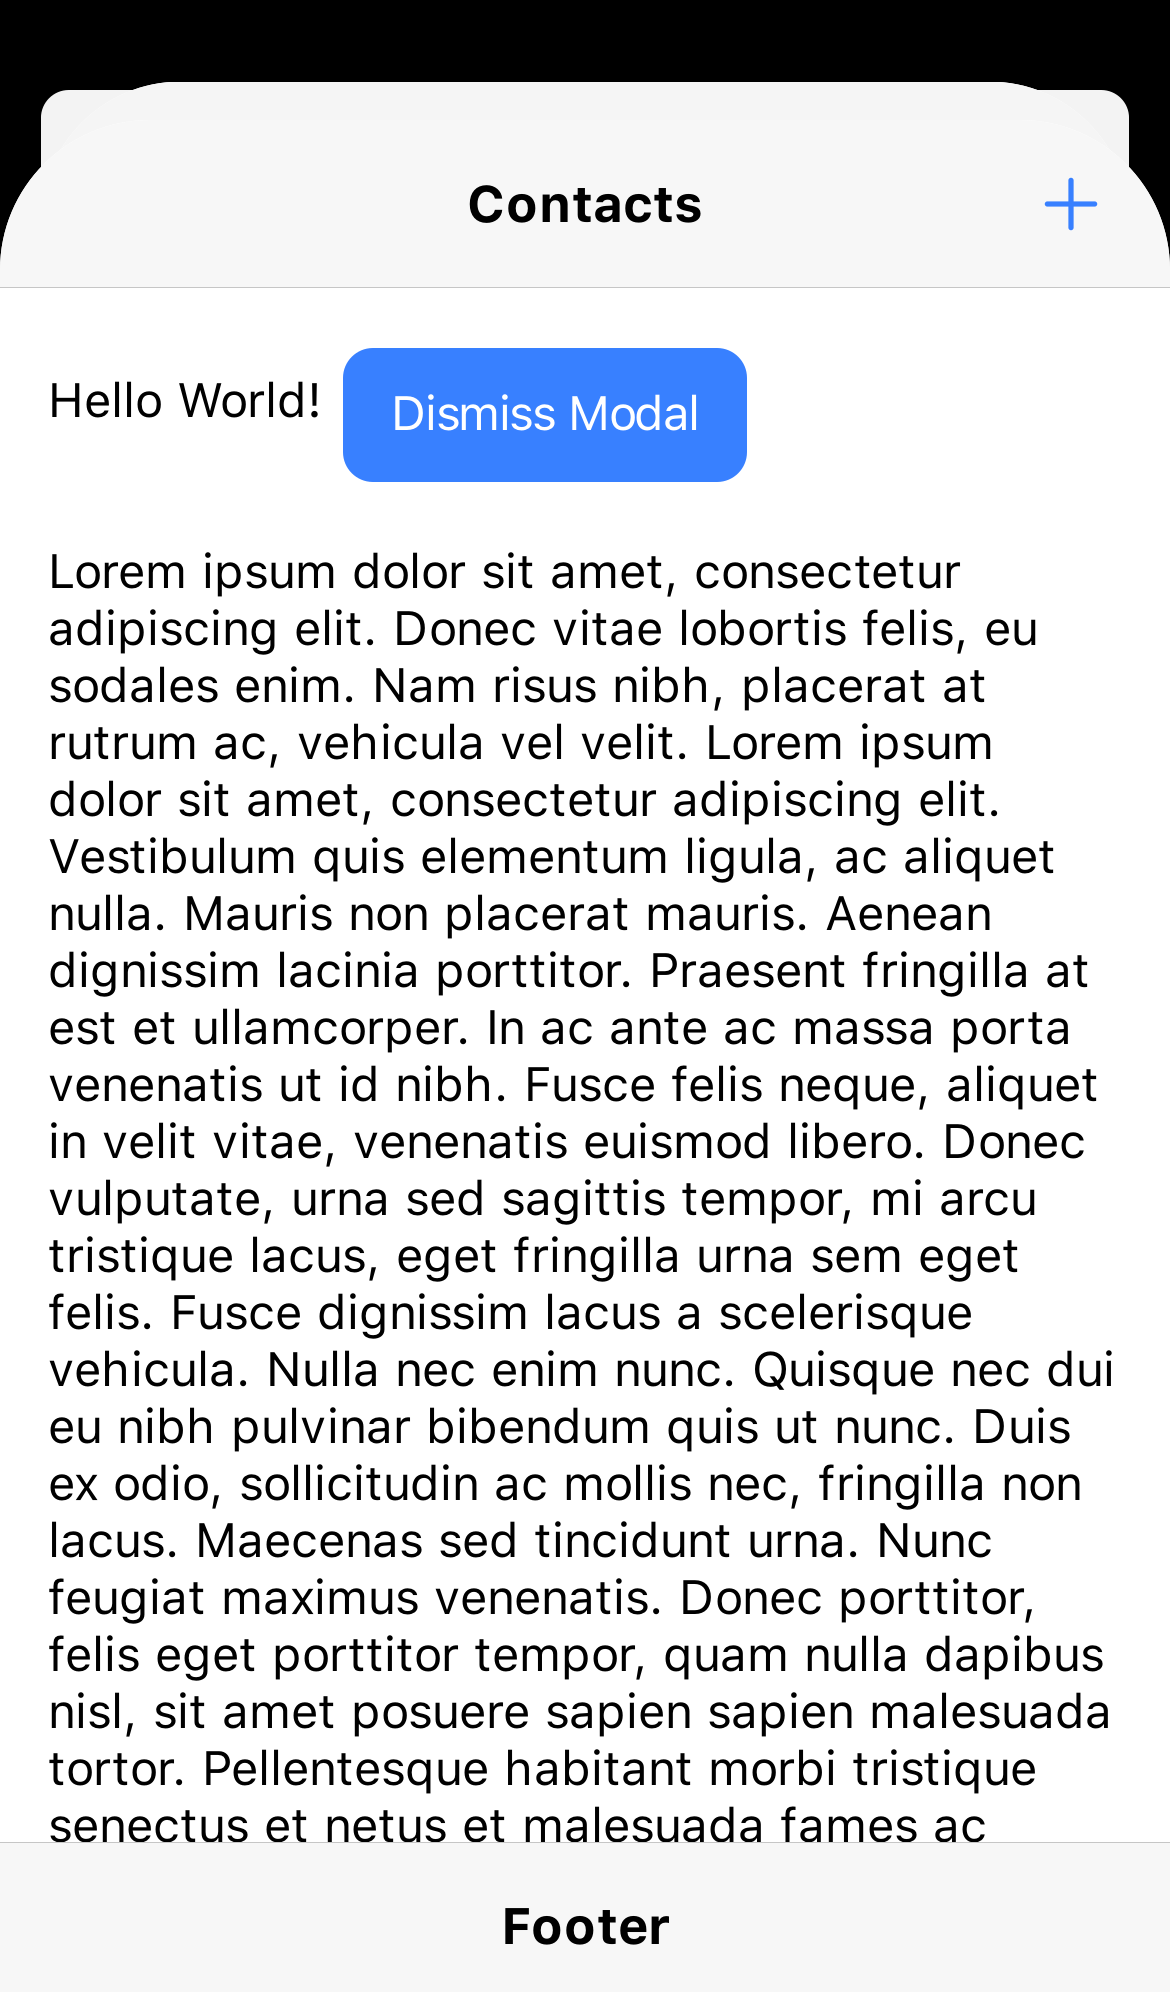 Contacts
Hello World!
Dismiss Modal
Lorem ipsum dolor sit amet, consectetur
adipiscing elit. Donec vitae lobortis felis, eu
sodales enim. Nam risus nibh, placerat at
rutrum ac, vehicula vel velit. Lorem ipsum
dolor sit amet, consectetur adipiscing elit.
Vestibulum quis elementum ligula, ac aliquet
nulla. Mauris non placerat mauris. Aenean
dignissim lacinia porttitor. Praesent fringilla at
est et ullamcorper. In ac ante ac massa porta
venenatis ut id nibh. Fusce felis neque, aliquet
in velit vitae, venenatis euismod libero. Donec
vulputate, urna sed sagittis tempor, mi arcu
tristique lacus, eget fringilla urna sem eget
felis. Fusce dignissim lacus a scelerisque
vehicula. Nulla nec enim nunc. Quisque nec dui
eu nibh pulvinar bibendum quis ut nunc. Duis
ex odio, sollicitudin ac mollis nec, fringilla non
lacus. Maecenas sed tincidunt urna. Nunc
feugiat maximus venenatis. Donec porttitor,
felis eget porttitor tempor, quam nulla dapibus
nisl, sit amet posuere sapien sapien malesuada
tortor. Pellentesque habitant morbi tristique
senectus et netus et malesuada fames ac
Footer